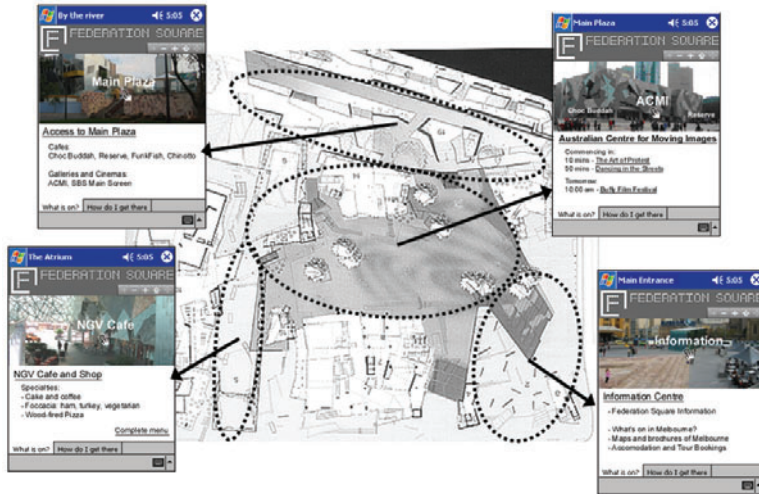 By the river 5:05
FEDERATION SQUARE
Main Plaza
Access to Main Plaza
Cafes:
Choc Buddah, Reserve, FunkFish, Chinotto
Galleries and Cinemas:
ACMI, SBS Main Screen
What is on? How do I get there
Main Plaza 5:05
FEDERATION SQUARE
ACMI
Choc Buddah Reserve
Australian Centre for Moving Images
Commencing in:
10 mins - The Art of Protest
50 mins - Dancing in the Streets
Tomorrow:
10:00 am - Buffy Film Festival
What is on? How do I get there
The Atrium 5:05
FEDERATION SQUARE
NGV Cafe
NGV Cafe and Shop
Specialties:
- Cake and coffee
- Foccacia: ham, turkey, vegetarian
- Wood-fired Pizza
Complete menu
What is on? How do I get there
Main Entrance 5:05
FEDERATION SQUARE
Information
Information Centre
- Federation Square Information
- What's on in Melbourne?
- Maps and brochures of Melbourne
- Accomodation and Tour Bookings
What is on? How do I get there